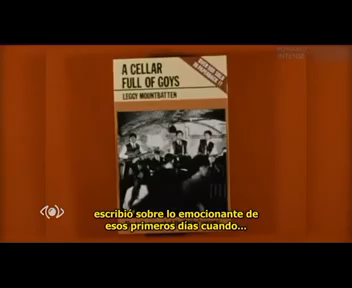 A CELLAR
FULL OF GOYS
LEGGY MOUNTBATTEN
escribió sobre lo emocionante de
esos primeros días cuando...